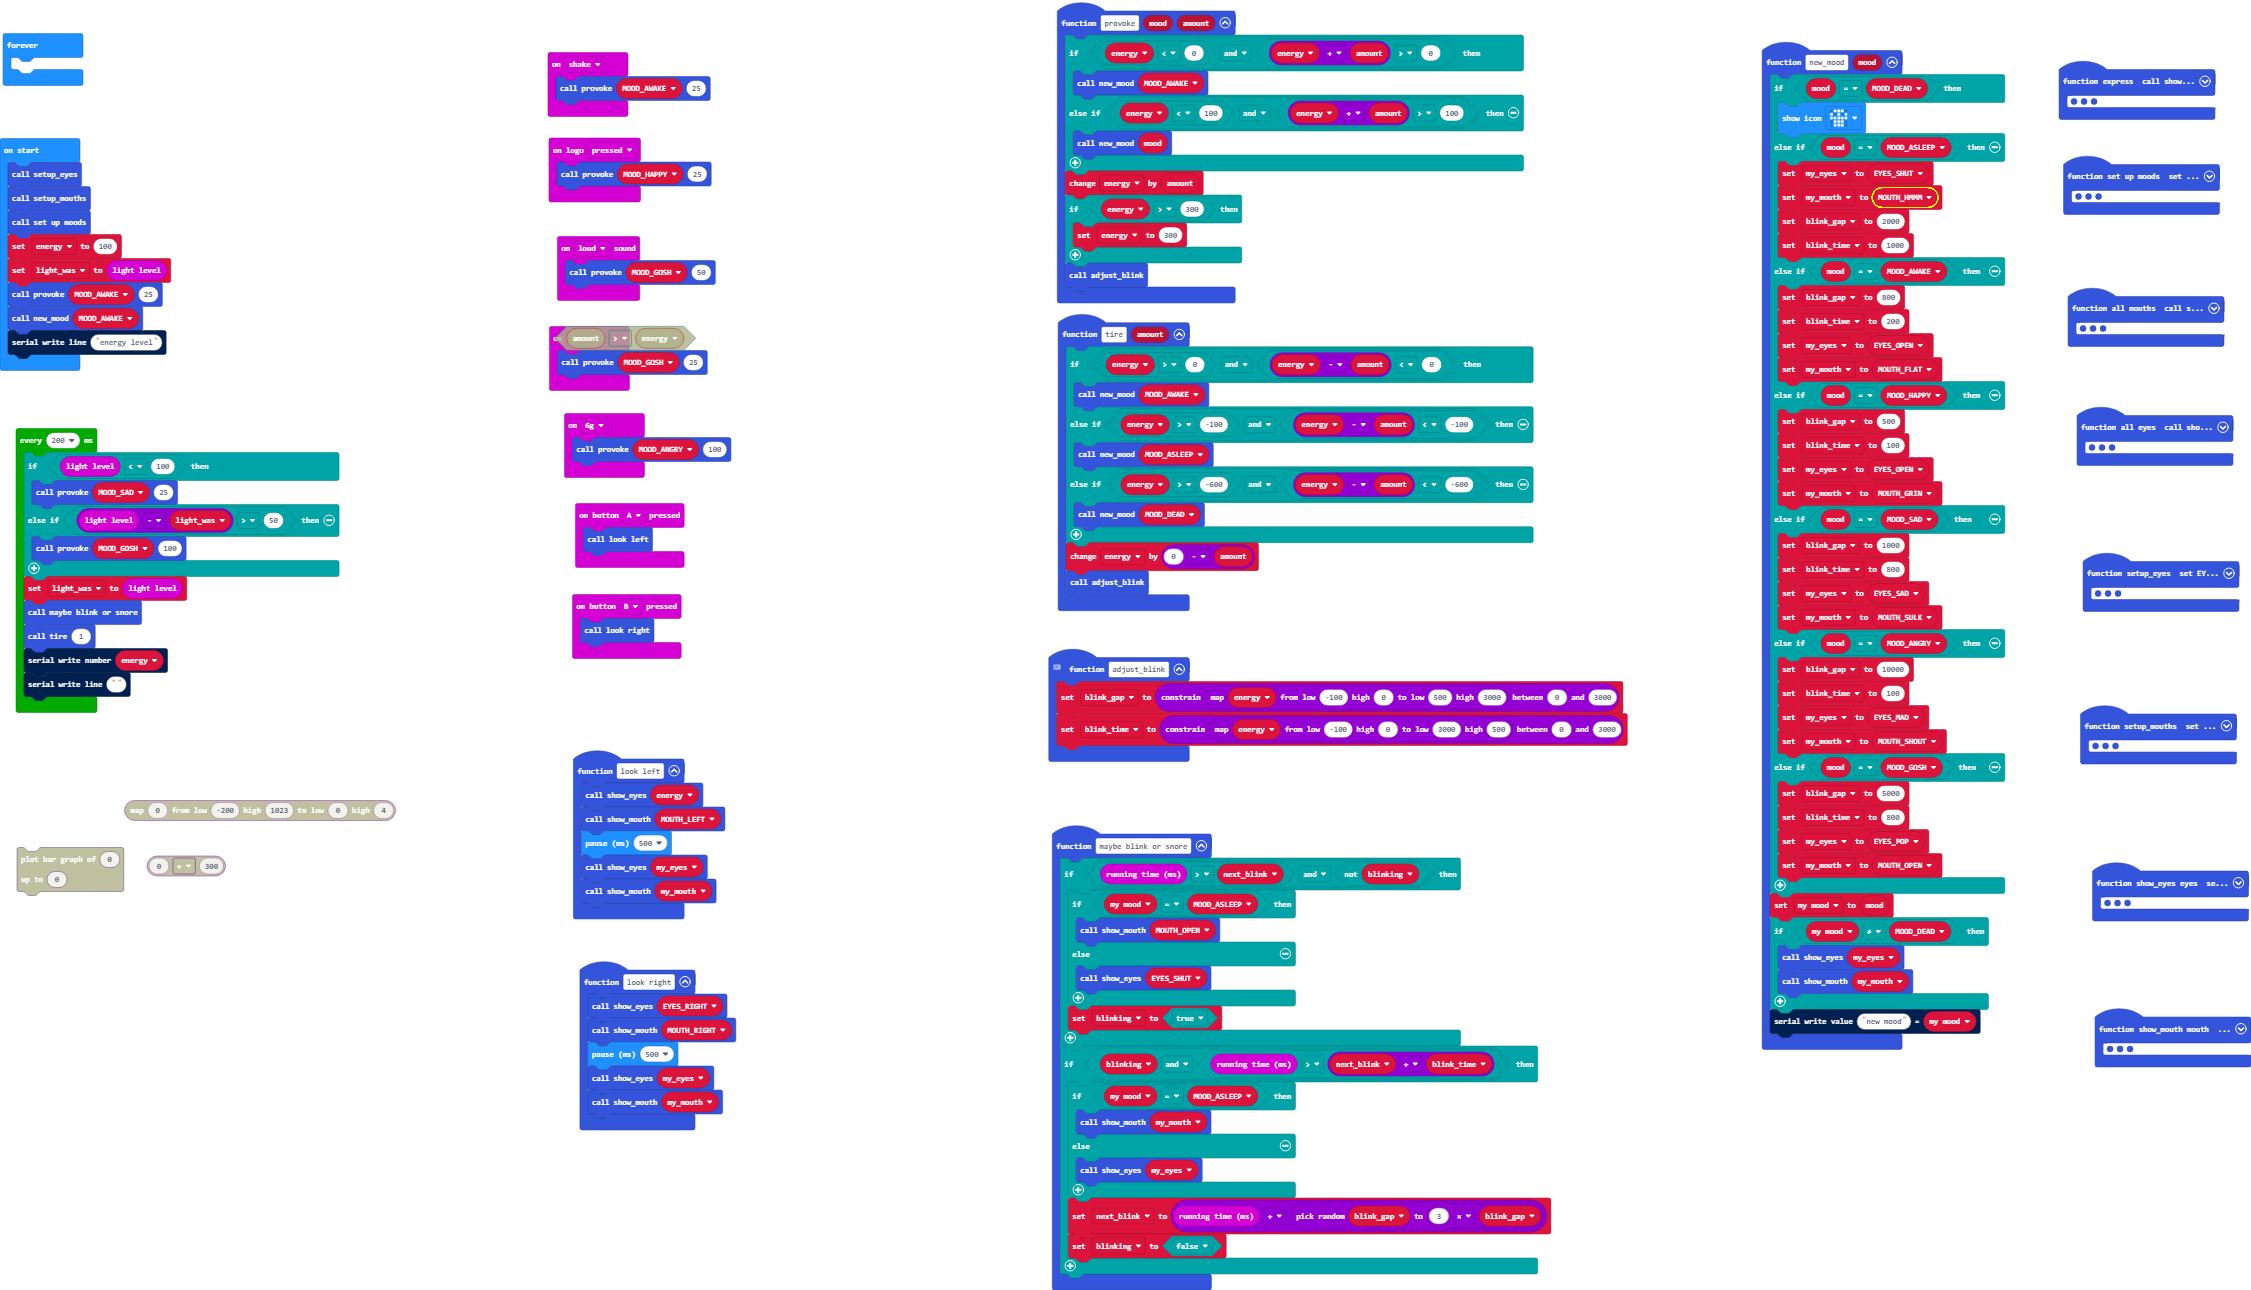 forever
on start
call setup_eyes
call setup_mouths
call set up moods
set energy to 100
set light_was to light level
call provoke MOOD_AWAKE 25
call new_mood MOOD_AWAKE
serial write line "energy level"
every 200 ms
if light level < 100 then
call provoke MOOD_SAD 25
else if light level - light_was > 50 then
call provoke MOOD_GOSH 100
set light_was to light level
call maybe blink or snore
call tire 1
serial write number energy
serial write line ""
map 0 from low -200 high 1023 to low 0 high 4
plot bar graph of 0
up to 0
0 + 300
on shake
call provoke MOOD_AWAKE 25
on logo pressed
call provoke MOOD_HAPPY 25
on loud sound
call provoke MOOD_GOSH 50
amount > energy
call provoke MOOD_GOSH 25
on 6g
call provoke MOOD_ANGRY 100
on button A pressed
call look left
on button B pressed
call look right
function look left
call show_eyes energy
call show_mouth MOUTH_LEFT
pause (ms) 500
call show_eyes my_eyes
call show_mouth my_mouth
function look right
call show_eyes EYES_RIGHT
call show_mouth MOUTH_RIGHT
pause (ms) 500
call show_eyes my_eyes
call show_mouth my_mouth
function provoke mood amount
if energy < 0 and energy + amount > 0 then
call new_mood MOOD_AWAKE
else if energy < 100 and energy + amount > 100 then
call new_mood mood
change energy by amount
if energy > 300 then
set energy to 300
call adjust_blink
function tire amount
if energy > 0 and energy - amount < 0 then
call new_mood MOOD_AWAKE
else if energy > -100 and energy - amount < -100 then
call new_mood MOOD_ASLEEP
else if energy > -600 and energy - amount < -600 then
call new_mood MOOD_DEAD
change energy by 0 - amount
call adjust_blink
function adjust_blink
set blink_gap to constrain map energy from low -100 high 0 to low 500 high 3000 between 0 and 3000
set blink_time to constrain map energy from low -100 high 0 to low 3000 high 500 between 0 and 3000
function maybe blink or snore
if running time (ms) > next_blink and not blinking then
if my mood = MOOD_ASLEEP then
call show_mouth MOUTH_OPEN
else
call show_eyes EYES_SHUT
set blinking to true
if blinking and running time (ms) > next_blink + blink_time then
if my mood = MOOD_ASLEEP then
call show_mouth my_mouth
else
call show_eyes my_eyes
set next_blink to running time (ms) + pick random blink_gap to 3 × blink_gap
set blinking to false
function new_mood mood
if mood = MOOD_DEAD then
show icon
else if mood = MOOD_ASLEEP then
set my_eyes to EYES_SHUT
set my_mouth to MOUTH_HMMM
set blink_gap to 2000
set blink_time to 1000
else if mood = MOOD_AWAKE then
set blink_gap to 800
set blink_time to 200
set my_eyes to EYES_OPEN
set my_mouth to MOUTH_FLAT
else if mood = MOOD_HAPPY then
set blink_gap to 500
set blink_time to 100
set my_eyes to EYES_OPEN
set my_mouth to MOUTH_GRIN
else if mood = MOOD_SAD then
set blink_gap to 1000
set blink_time to 800
set my_eyes to EYES_SAD
set my_mouth to MOUTH_SULK
else if mood = MOOD_ANGRY then
set blink_gap to 10000
set blink_time to 100
set my_eyes to EYES_MAD
set my_mouth to MOUTH_SHOUT
else if mood = MOOD_GOSH then
set blink_gap to 5000
set blink_time to 800
set my_eyes to EYES_POP
set my_mouth to MOUTH_OPEN
set my mood to mood
if my mood ≠ MOOD_DEAD then
call show_eyes my_eyes
call show_mouth my_mouth
serial write value "new mood" = my mood
function express call show...
function set up moods set ...
function all mouths call s...
function all eyes call sho...
function setup_eyes set EY...
function setup_mouths set ...
function show_eyes eyes se...
function show_mouth mouth ...